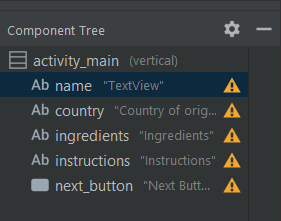 Component Tree
activity_main (vertical)
Ab name "TextView"
Ab country "Country of orig...
Ab ingredients "Ingredients"
Ab instructions "Instructions"
next_button "Next Butt...